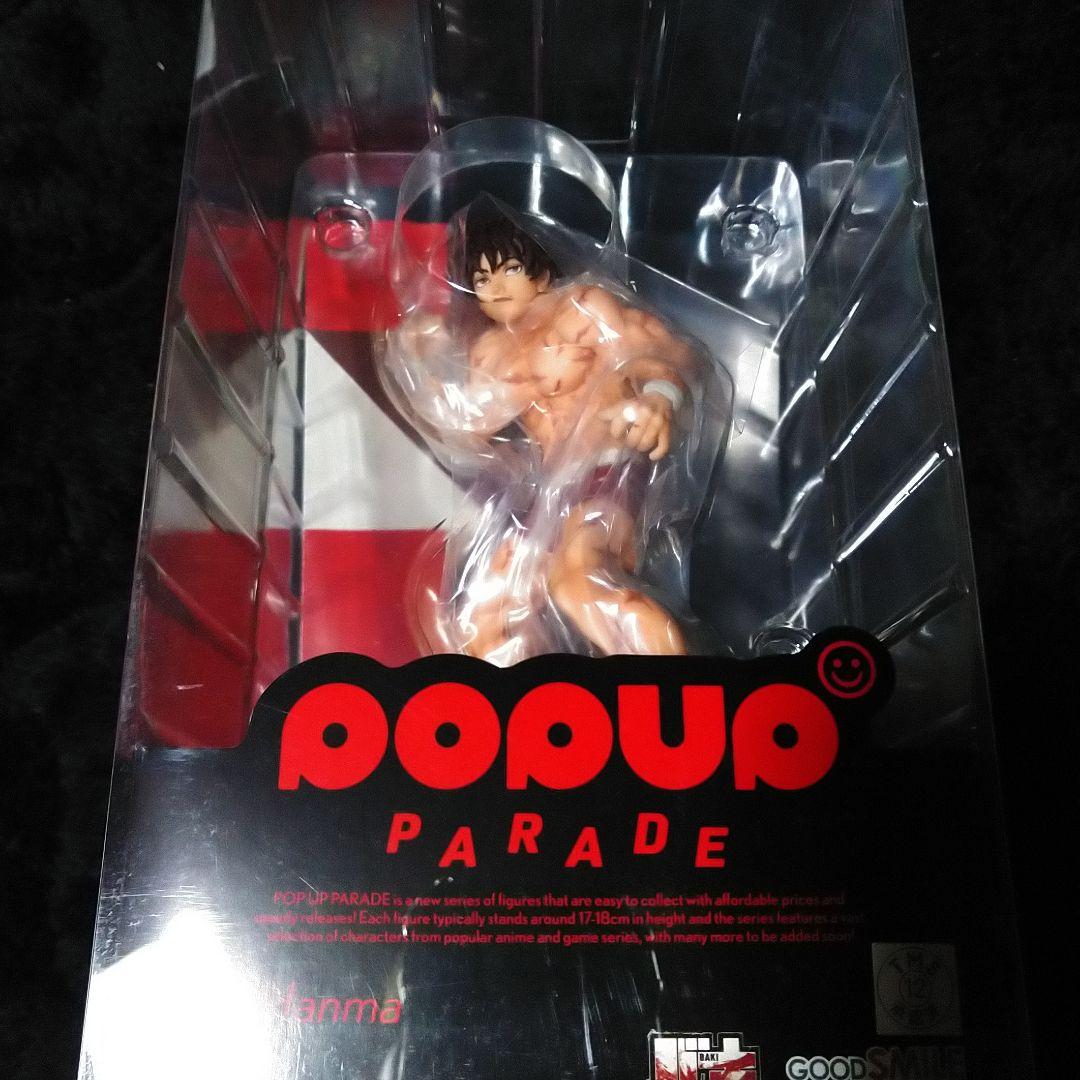 POPUP
PARADE
POP UP PARADE is a new series of figures that are easy to collect with affordable prices and
speedy releases! Each figure typically stands around 17-18cm in height and the series features a vast
selection of characters from popular anime and game series, with many more to be added soon!
Hanma
BAKI
GOODSMILE
TMS
12